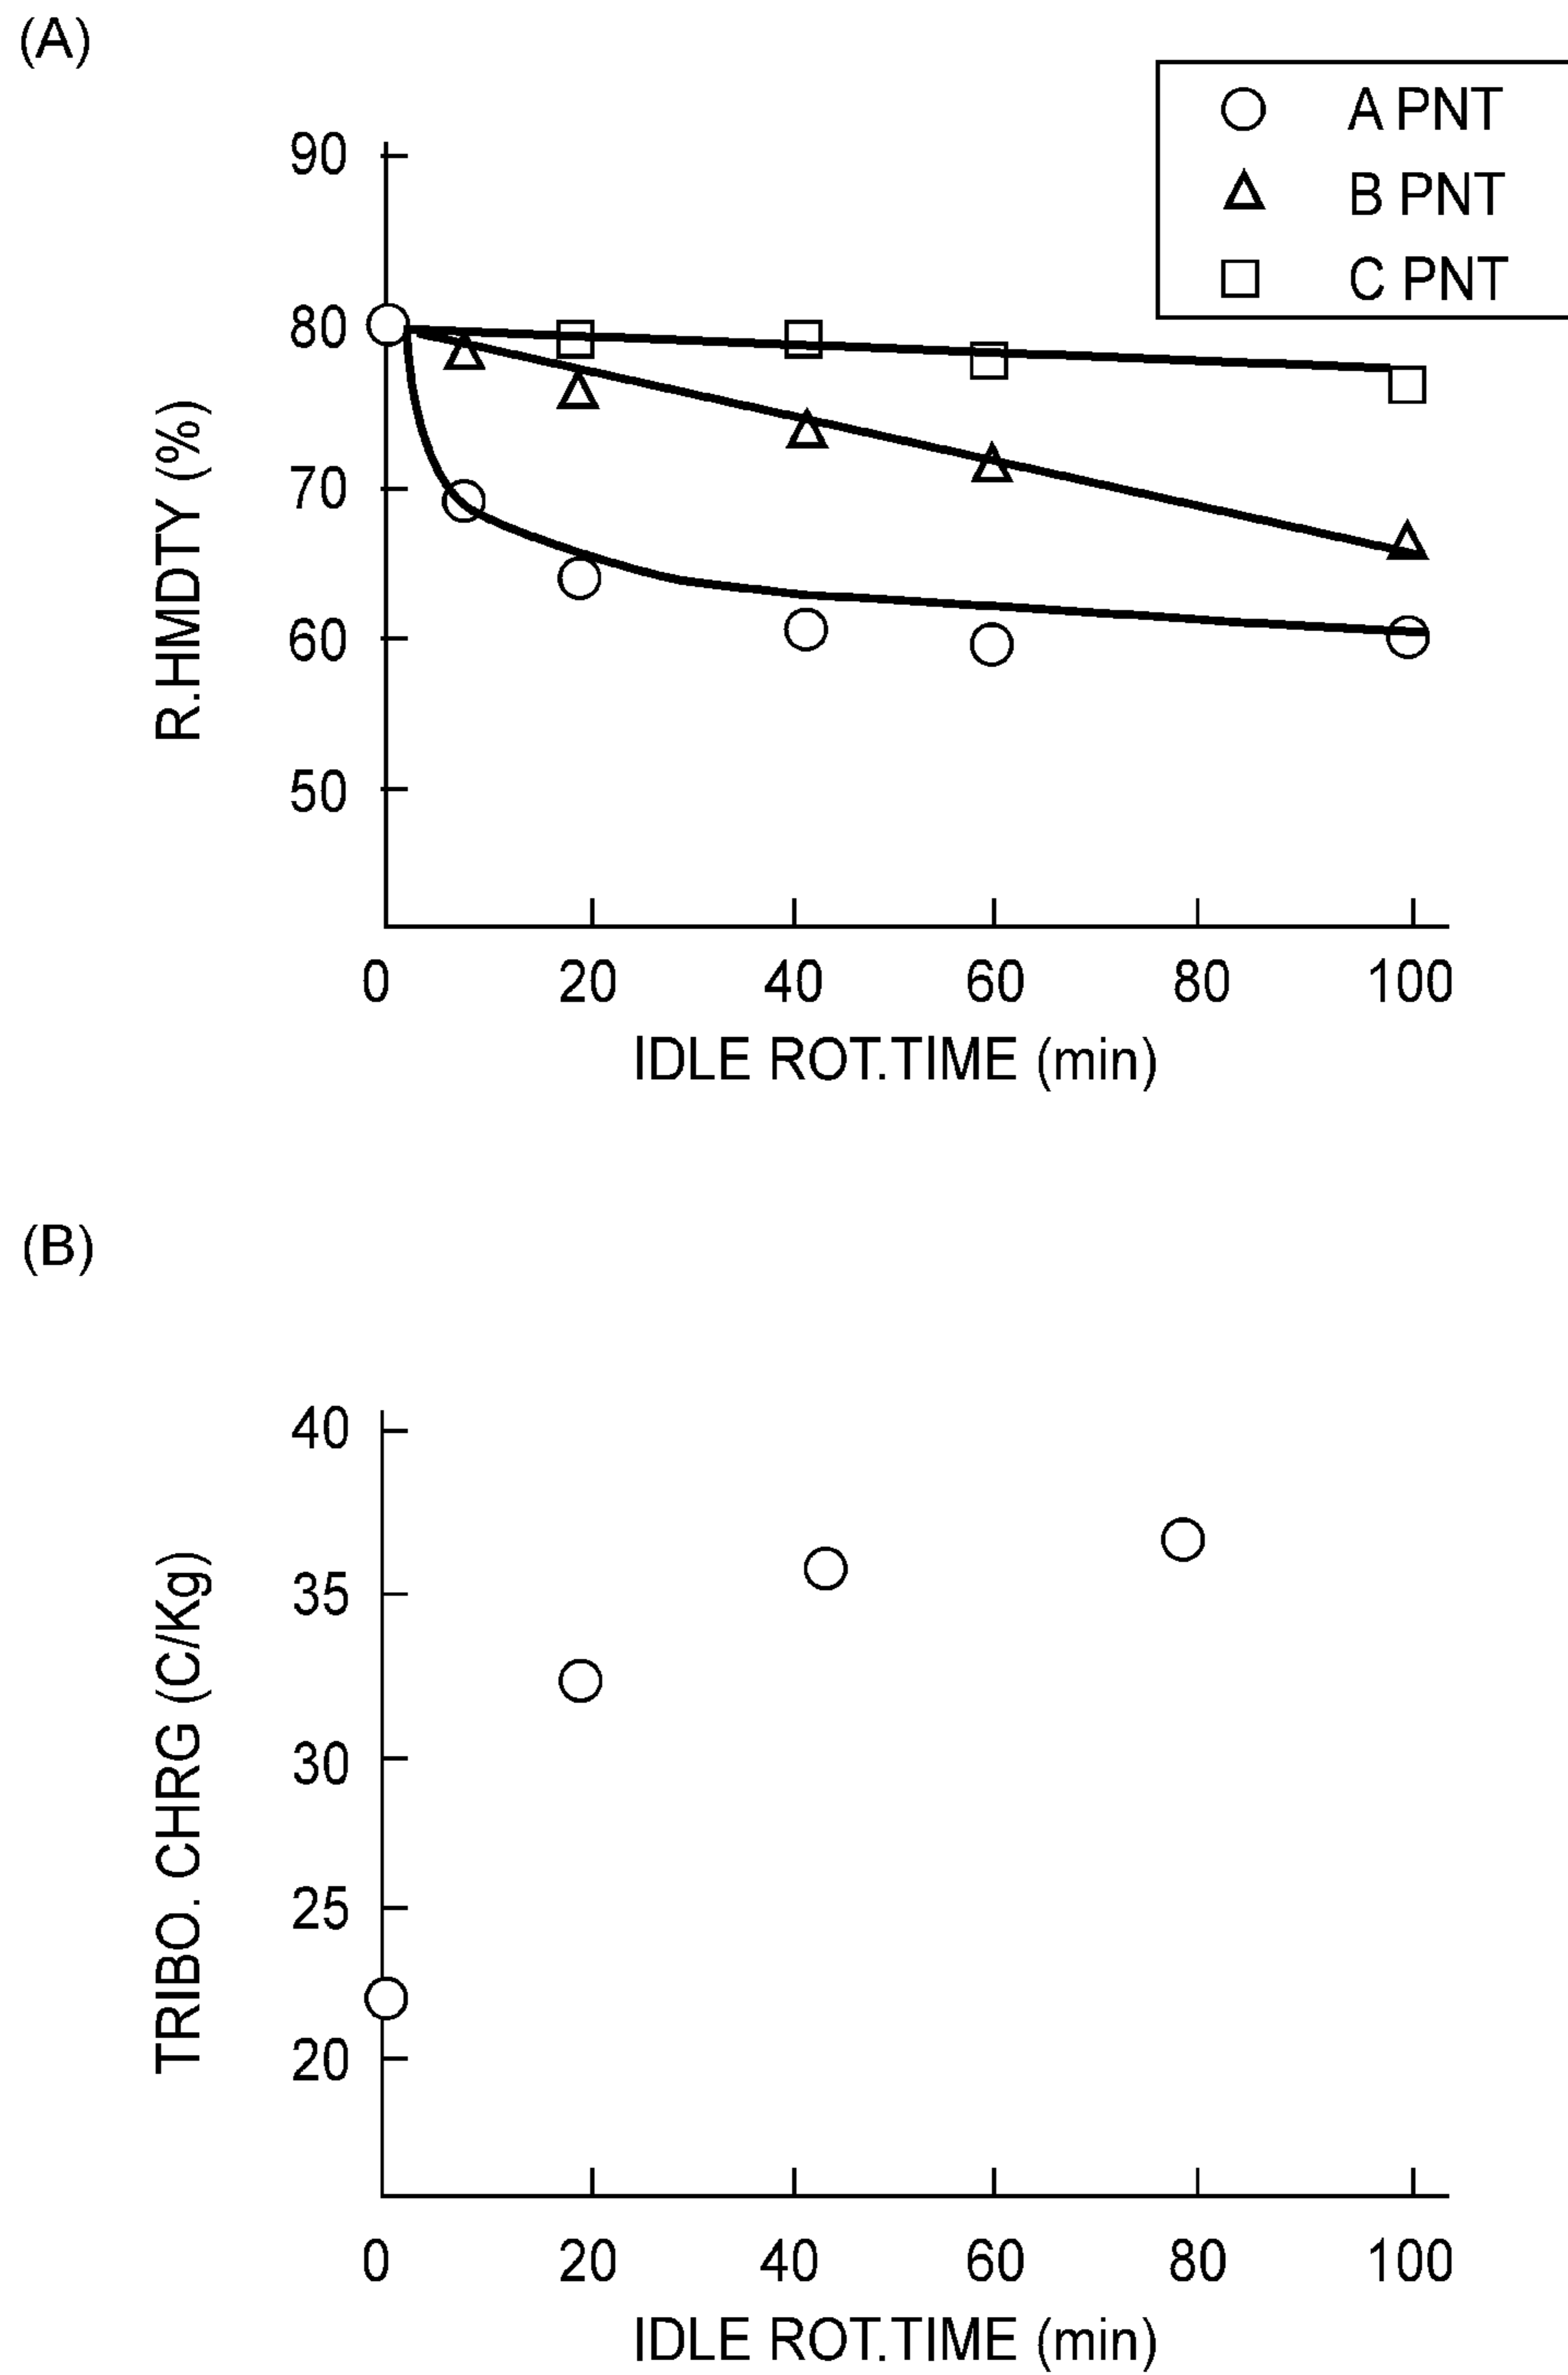 (A)
A PNT
B PNT
C PNT
90
80
70
60
50
R.HMDTY (%)
0 20 40 60 80 100
IDLE ROT.TIME (min)
(B)
40
35
30
25
20
TRIBO. CHRG (C/Kg)
0 20 40 60 80 100
IDLE ROT.TIME (min)